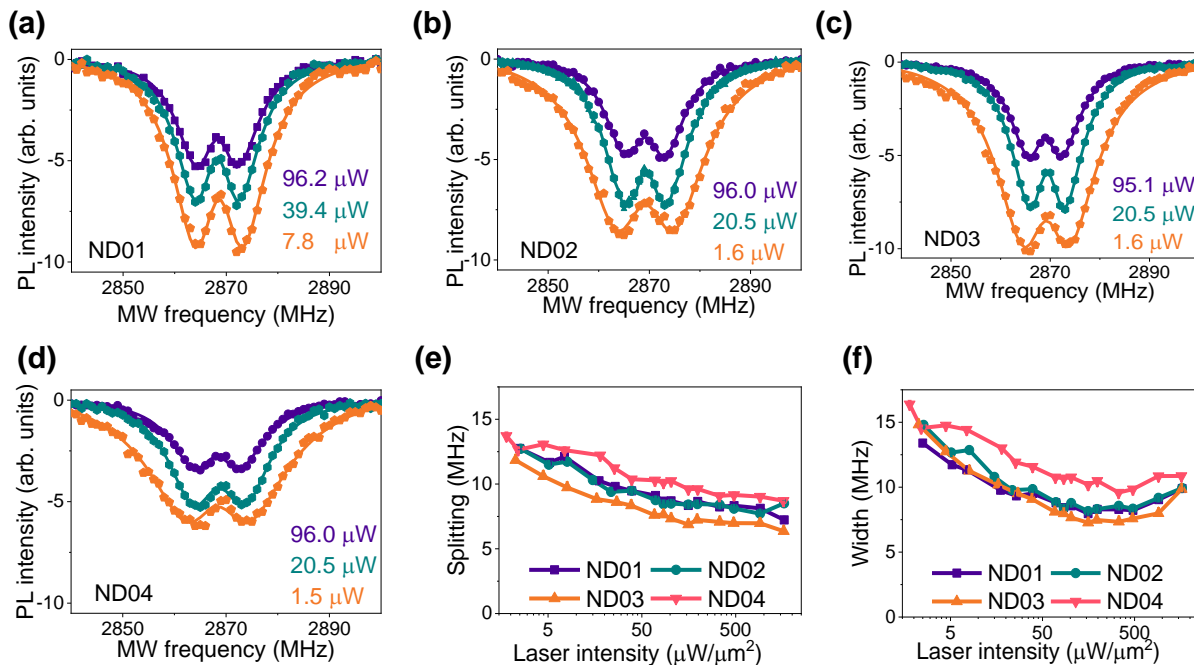 (a)
0
-5
-10
PL intensity (arb. units)
96.2 μW
39.4 μW
7.8 μW
ND01
2850 2870 2890
MW frequency (MHz)
(b)
0
-5
-10
PL intensity (arb. units)
96.0 μW
20.5 μW
1.6 μW
ND02
2850 2870 2890
MW frequency (MHz)
(c)
0
-5
-10
PL intensity (arb. units)
95.1 μW
20.5 μW
1.6 μW
ND03
2850 2870 2890
MW frequency (MHz)
(d)
0
-5
-10
PL intensity (arb. units)
96.0 μW
20.5 μW
1.5 μW
ND04
2850 2870 2890
MW frequency (MHz)
(e)
15
10
5
0
Splitting (MHz)
ND01 ND02
ND03 ND04
5 50 500
Laser intensity (μW/μm²)
(f)
15
10
5
0
Width (MHz)
ND01 ND02
ND03 ND04
5 50 500
Laser intensity (μW/μm²)